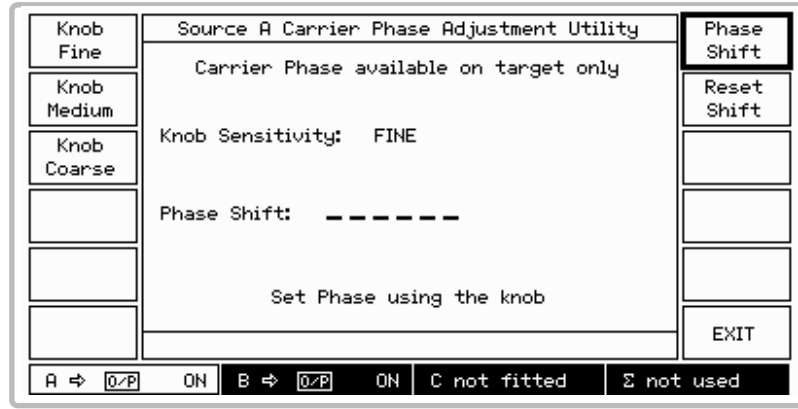 Knob
Fine
Knob
Medium
Knob
Coarse
Source A Carrier Phase Adjustment Utility
Carrier Phase available on target only
Knob Sensitivity: FINE
Phase Shift: _ _ _ _ _ _
Set Phase using the knob
Phase
Shift
Reset
Shift
EXIT
A ⇨ O/P ON
B ⇨ O/P ON
C not fitted
Σ not used